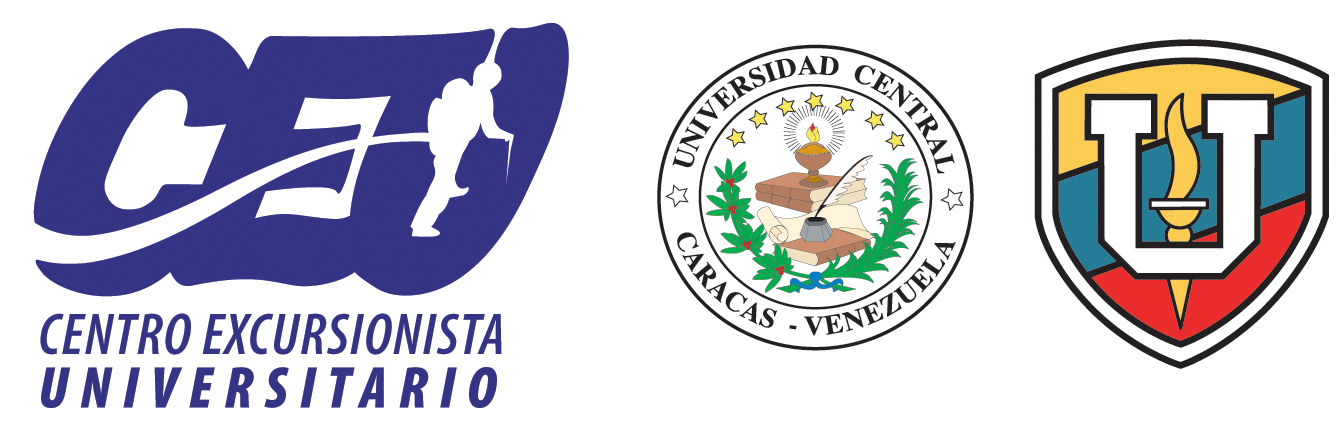 CEU
CENTRO EXCURSIONISTA
UNIVERSITARIO
UNIVERSIDAD CENTRAL
CARACAS - VENEZUELA
U